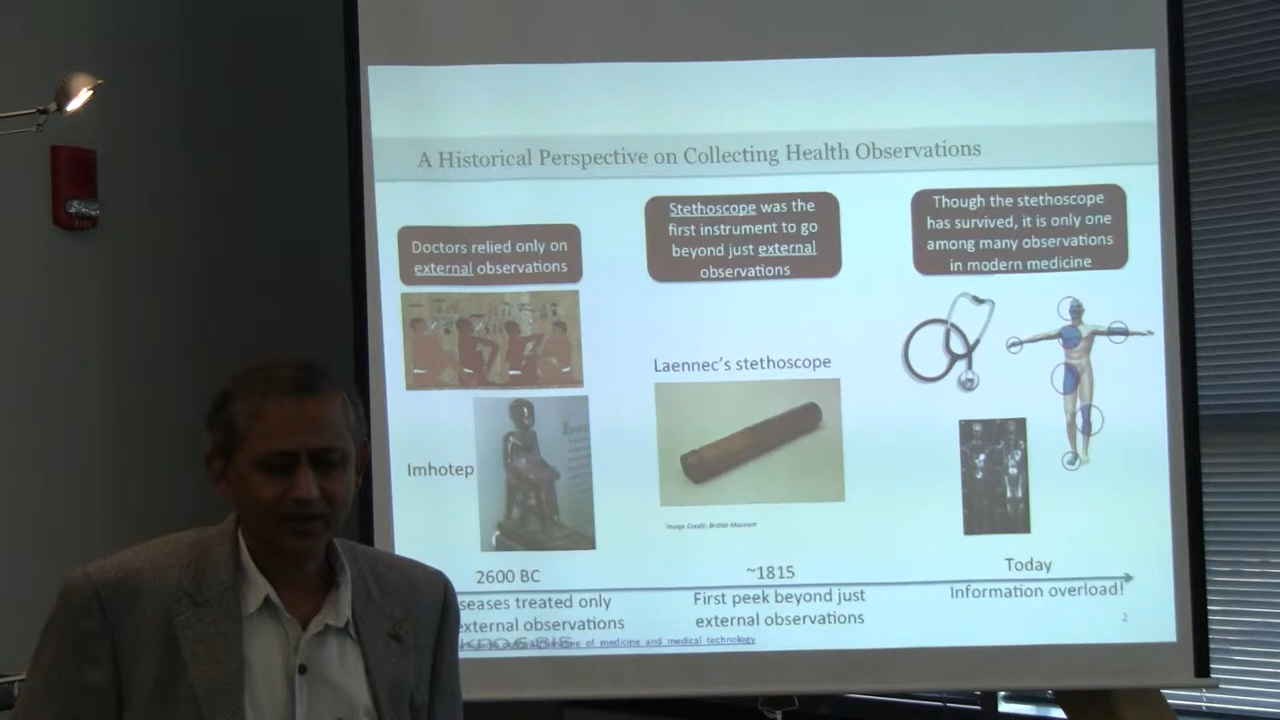 A Historical Perspective on Collecting Health Observations
Doctors relied only on
external observations
Stethoscope was the
first instrument to go
beyond just external
observations
Though the stethoscope
has survived, it is only one
among many observations
in modern medicine
Laennec's stethoscope
Imhotep
Image Credit: British Museum
2600 BC
~1815
Today
seases treated only
xternal observations
First peek beyond just
external observations
Information overload!
of medicine and medical technology
2